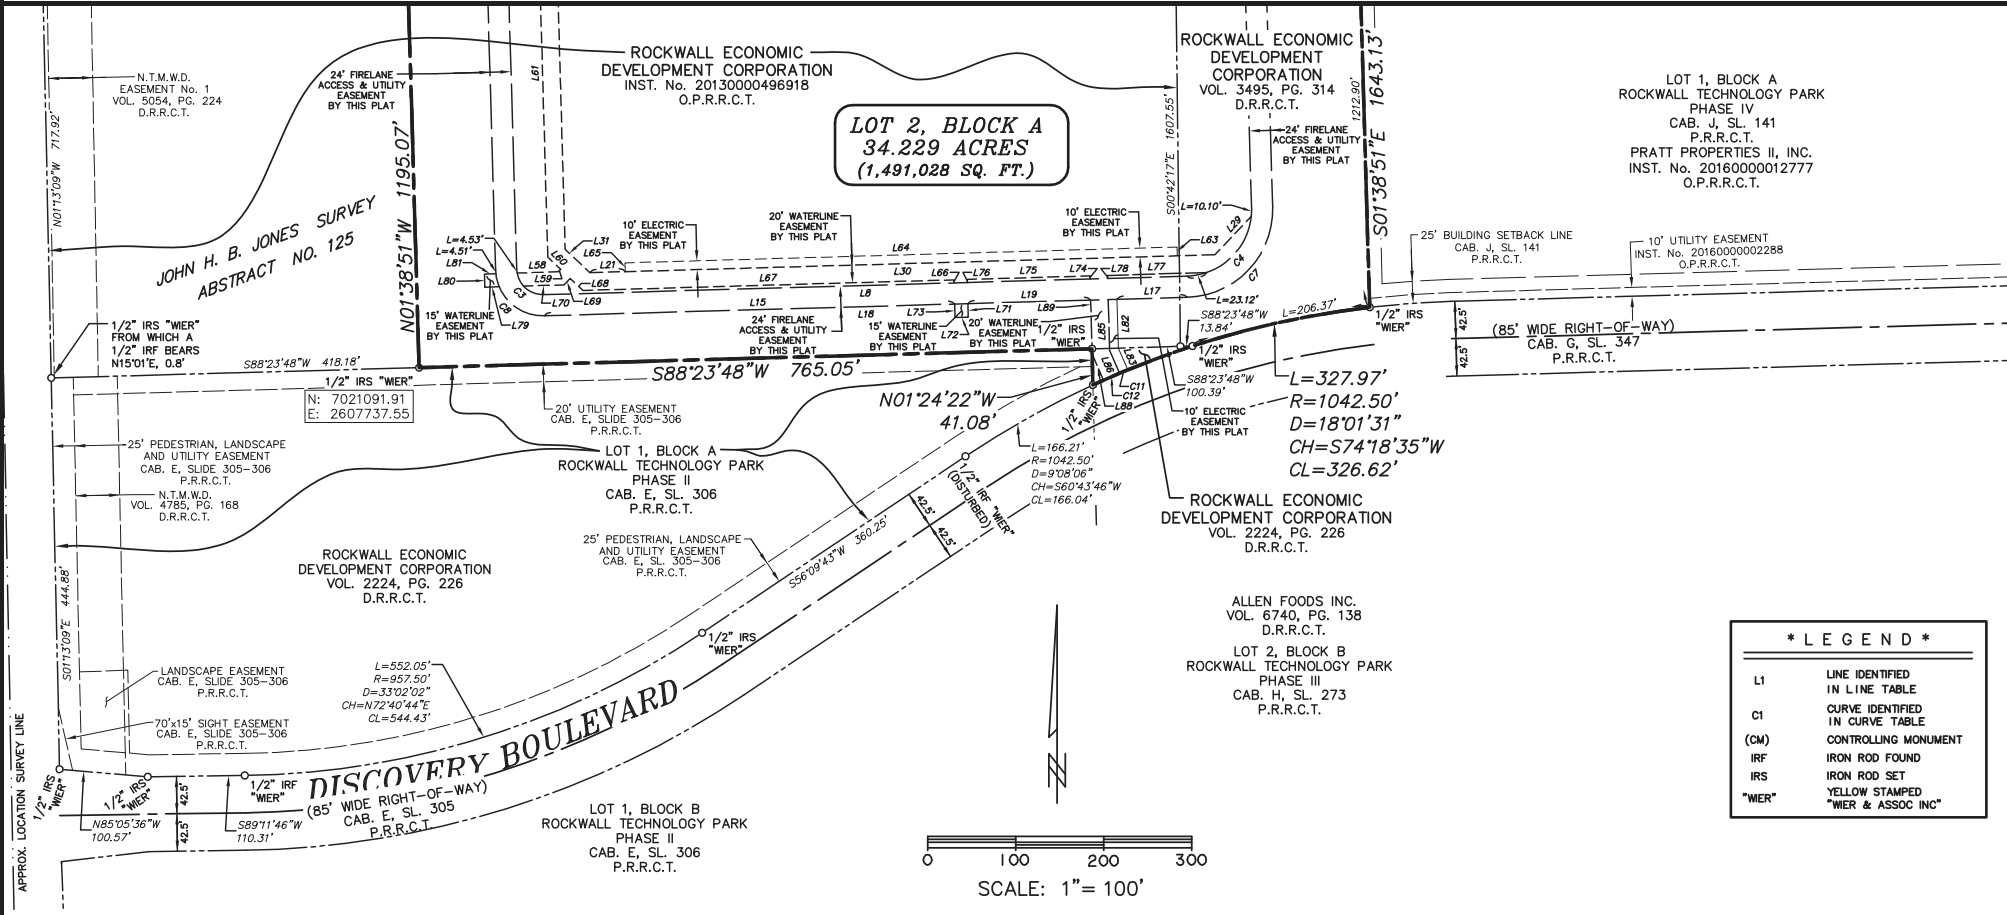 N.T.M.W.D.
EASEMENT No. 1
VOL. 5054, PG. 224
D.R.R.C.T.
N01°13'09"W 717.92'
24' FIRELANE
ACCESS & UTILITY
EASEMENT
BY THIS PLAT
N01°38'51"W 1195.07'
L61
ROCKWALL ECONOMIC
DEVELOPMENT CORPORATION
INST. No. 20130000496918
O.P.R.R.C.T.
LOT 2, BLOCK A
34.229 ACRES
(1,491,028 SQ. FT.)
ROCKWALL ECONOMIC
DEVELOPMENT
CORPORATION
VOL. 3495, PG. 314
D.R.R.C.T.
S00°42'17"E 1607.55'
24' FIRELANE
ACCESS & UTILITY
EASEMENT
BY THIS PLAT
1212.90'
S01°38'51"E 1643.13'
LOT 1, BLOCK A
ROCKWALL TECHNOLOGY PARK
PHASE IV
CAB. J, SL. 141
P.R.R.C.T.
PRATT PROPERTIES II, INC.
INST. No. 20160000012777
O.P.R.R.C.T.
JOHN H. B. JONES SURVEY
ABSTRACT NO. 125
L=4.53'
L=4.51'
L81
L80
L79
15' WATERLINE
EASEMENT
BY THIS PLAT
C3
C8
L58
L59
L60
L31
L65
L21
L68
L69
L70
10' ELECTRIC
EASEMENT
BY THIS PLAT
20' WATERLINE
EASEMENT
BY THIS PLAT
10' ELECTRIC
EASEMENT
BY THIS PLAT
L64
L63
L67
L30
L66
L76
L75
L74
L78
L77
L8
L15
L18
L19
L17
L=10.10'
L29
C4
C7
L=23.12'
24' FIRELANE
ACCESS & UTILITY
EASEMENT
BY THIS PLAT
L73
L71
L72
15' WATERLINE
EASEMENT
BY THIS PLAT
20' WATERLINE
EASEMENT
BY THIS PLAT
L89
1/2" IRS
"WIER"
L85
L82
L83
L86
C11
C12
L88
S88°23'48"W
13.84'
1/2" IRS
"WIER"
L=206.37'
1/2" IRS
"WIER"
25' BUILDING SETBACK LINE
CAB. J, SL. 141
P.R.R.C.T.
10' UTILITY EASEMENT
INST. No. 20160000002288
O.P.R.R.C.T.
42.5'
42.5'
(85' WIDE RIGHT-OF-WAY)
CAB. G, SL. 347
P.R.R.C.T.
1/2" IRS "WIER"
FROM WHICH A
1/2" IRF BEARS
N15°01'E, 0.8'
S88°23'48"W 418.18'
1/2" IRS "WIER"
N: 7021091.91
E: 2607737.55
S88°23'48"W 765.05'
20' UTILITY EASEMENT
CAB. E, SLIDE 305-306
P.R.R.C.T.
N01°24'22"W
41.08'
1/2" IRS
"WIER"
S88°23'48"W
100.39'
10' ELECTRIC
EASEMENT
BY THIS PLAT
L=327.97'
R=1042.50'
D=18°01'31"
CH=S74°18'35"W
CL=326.62'
25' PEDESTRIAN, LANDSCAPE
AND UTILITY EASEMENT
CAB. E, SLIDE 305-306
P.R.R.C.T.
N.T.M.W.D.
VOL. 4785, PG. 168
D.R.R.C.T.
LOT 1, BLOCK A
ROCKWALL TECHNOLOGY PARK
PHASE II
CAB. E, SL. 306
P.R.R.C.T.
L=166.21'
R=1042.50'
D=9°08'06"
CH=S60°43'46"W
CL=166.04'
1/2" IRF "WIER"
(DISTURBED)
42.5'
42.5'
ROCKWALL ECONOMIC
DEVELOPMENT CORPORATION
VOL. 2224, PG. 226
D.R.R.C.T.
25' PEDESTRIAN, LANDSCAPE
AND UTILITY EASEMENT
CAB. E, SL. 305-306
P.R.R.C.T.
S56°09'43"W 360.25'
ROCKWALL ECONOMIC
DEVELOPMENT CORPORATION
VOL. 2224, PG. 226
D.R.R.C.T.
S01°13'09"E 444.88'
ALLEN FOODS INC.
VOL. 6740, PG. 138
D.R.R.C.T.
LOT 2, BLOCK B
ROCKWALL TECHNOLOGY PARK
PHASE III
CAB. H, SL. 273
P.R.R.C.T.
1/2" IRS
"WIER"
LANDSCAPE EASEMENT
CAB. E, SLIDE 305-306
P.R.R.C.T.
70'x15' SIGHT EASEMENT
CAB. E, SLIDE 305-306
P.R.R.C.T.
L=552.05'
R=957.50'
D=33°02'02"
CH=N72°40'44"E
CL=544.43'
DISCOVERY BOULEVARD
(85' WIDE RIGHT-OF-WAY)
CAB. E, SL. 305
P.R.R.C.T.
APPROX. LOCATION SURVEY LINE
1/2" IRS
"WIER"
1/2" IRS
"WIER"
1/2" IRF
"WIER"
N85°05'36"W
100.57'
42.5'
42.5'
S89°11'46"W
110.31'
LOT 1, BLOCK B
ROCKWALL TECHNOLOGY PARK
PHASE II
CAB. E, SL. 306
P.R.R.C.T.
N
0 100 200 300
SCALE: 1"= 100'
* L E G E N D *
L1 LINE IDENTIFIED
IN LINE TABLE
C1 CURVE IDENTIFIED
IN CURVE TABLE
(CM) CONTROLLING MONUMENT
IRF IRON ROD FOUND
IRS IRON ROD SET
"WIER" YELLOW STAMPED
"WIER & ASSOC INC"